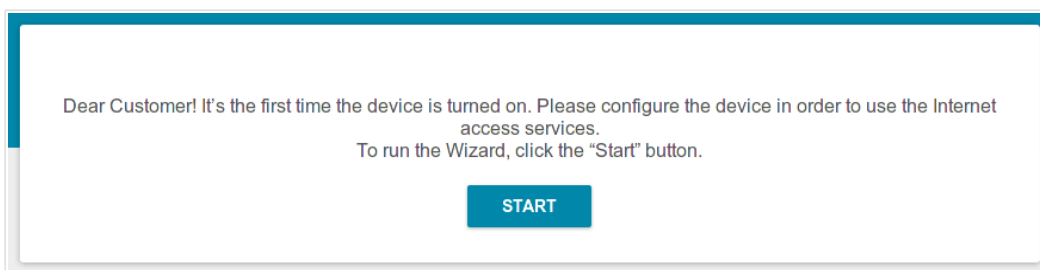 Dear Customer! It’s the first time the device is turned on. Please configure the device in order to use the Internet
access services.
To run the Wizard, click the “Start” button.
START